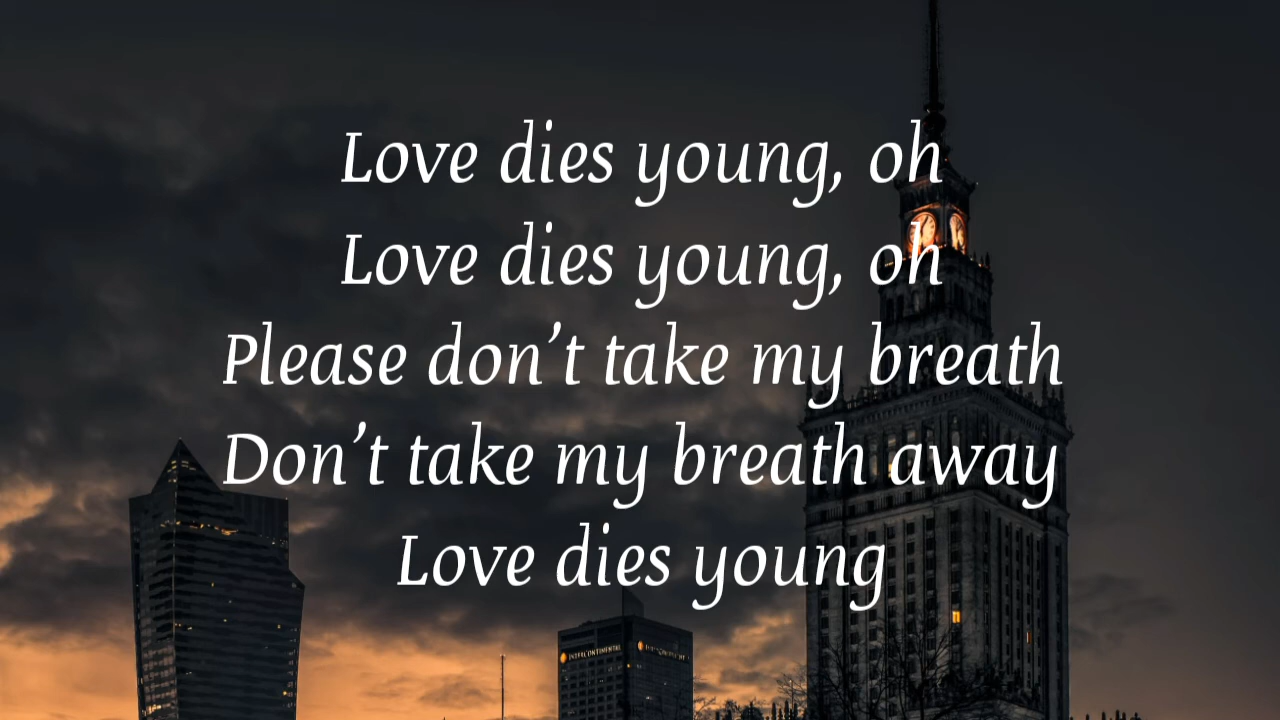 Love dies young, oh
Love dies young, oh
Please don’t take my breath
Don’t take my breath away
Love dies young
INTERCONTINENTAL